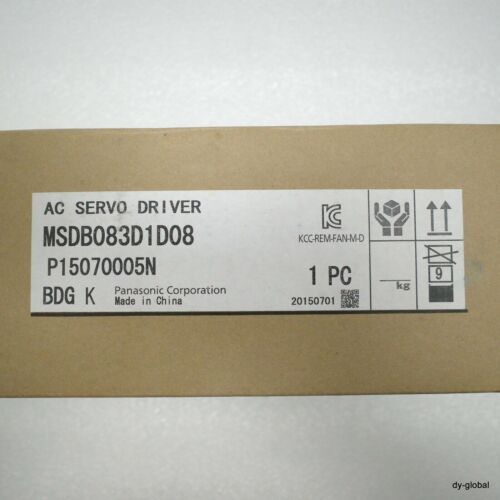 AC SERVO DRIVER
MSDB083D1D08
P15070005N
BDG K Panasonic Corporation
Made in China
KC
KCC-REM-FAN-M-D
1 PC
20150701
kg
9
dy-global